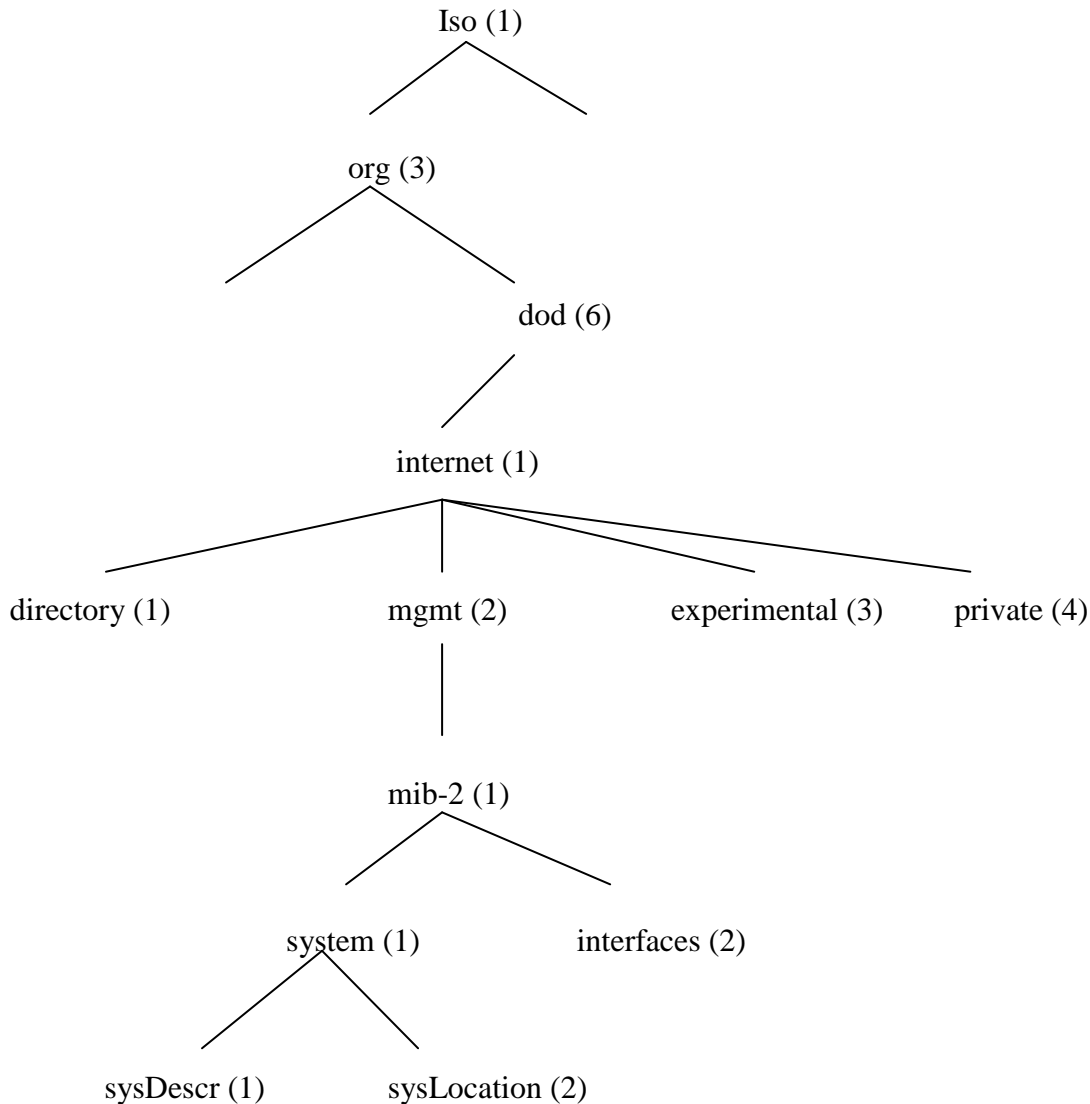 Iso (1)
org (3)
dod (6)
internet (1)
directory (1) mgmt (2) experimental (3) private (4)
mib-2 (1)
system (1) interfaces (2)
sysDescr (1) sysLocation (2)